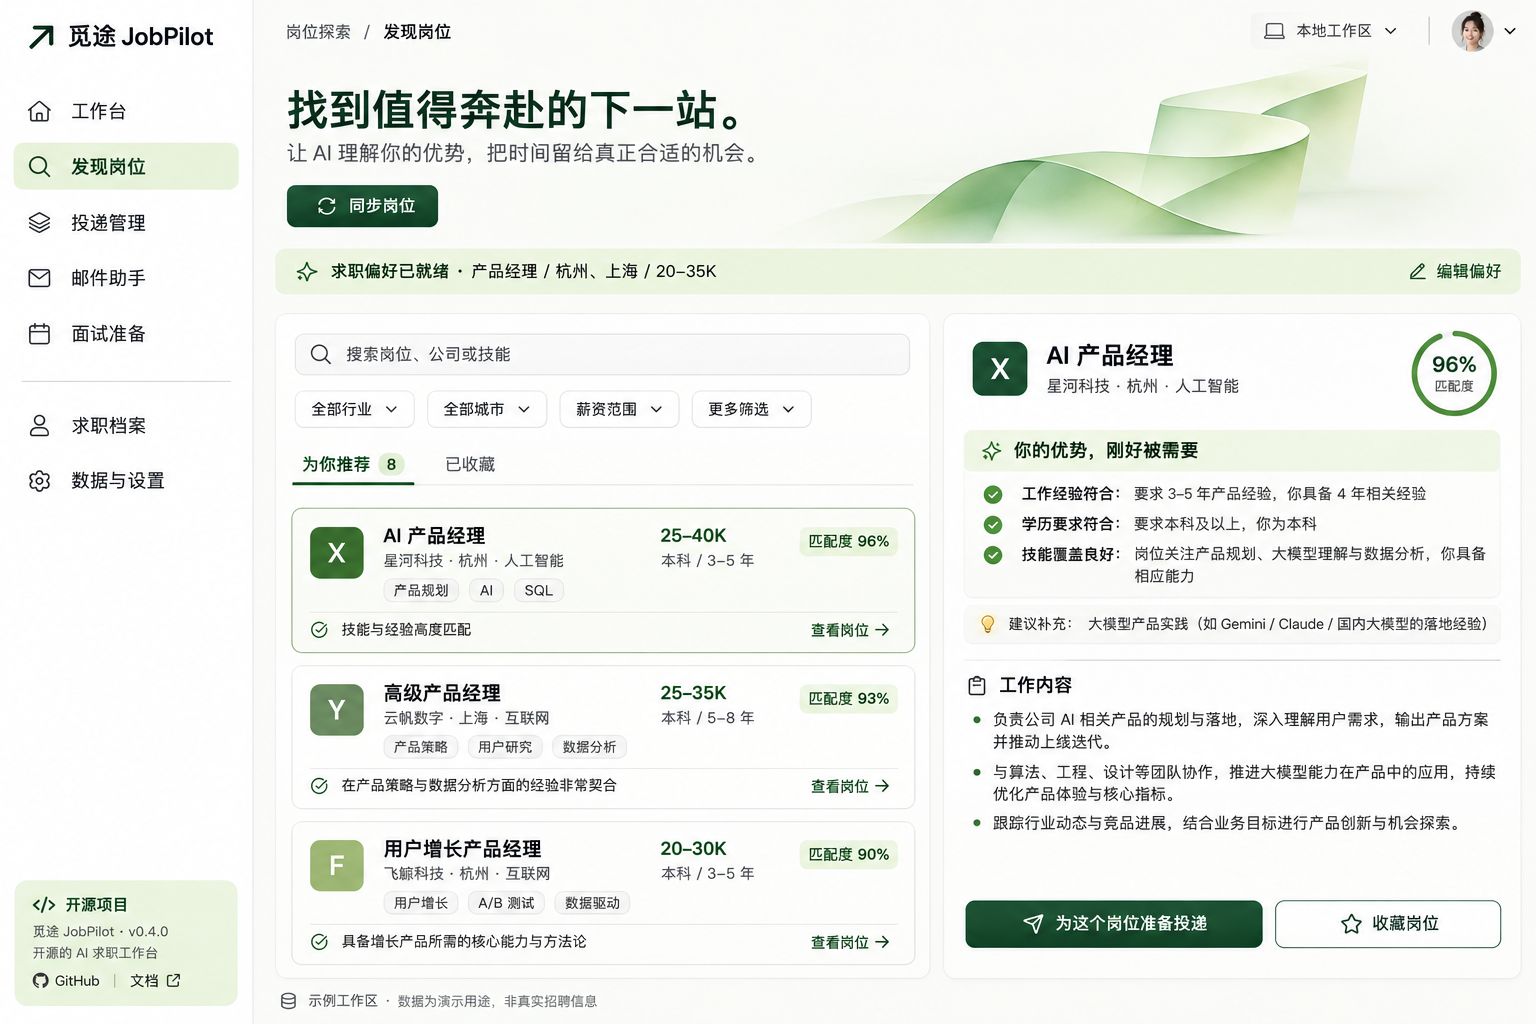 觅途 JobPilot
工作台
发现岗位
投递管理
邮件助手
面试准备
求职档案
数据与设置
</> 开源项目
觅途 JobPilot · v0.4.0
开源的 AI 求职工作台
GitHub | 文档
岗位探索 / 发现岗位
本地工作区
找到值得奔赴的下一站。
让 AI 理解你的优势，把时间留给真正合适的机会。
同步岗位
求职偏好已就绪 · 产品经理 / 杭州、上海 / 20–35K
编辑偏好
搜索岗位、公司或技能
全部行业
全部城市
薪资范围
更多筛选
为你推荐 8
已收藏
X
AI 产品经理
25–40K
匹配度 96%
星河科技 · 杭州 · 人工智能
本科 / 3–5 年
产品规划
AI
SQL
技能与经验高度匹配
查看岗位
Y
高级产品经理
25–35K
匹配度 93%
云帆数字 · 上海 · 互联网
本科 / 5–8 年
产品策略
用户研究
数据分析
在产品策略与数据分析方面的经验非常契合
查看岗位
F
用户增长产品经理
20–30K
匹配度 90%
科技 · 杭州 · 互联网
本科 / 3–5 年
用户增长
A/B 测试
数据驱动
具备增长产品所需的核心能力与方法论
查看岗位
X
AI 产品经理
星河科技 · 杭州 · 人工智能
96%
匹配度
你的优势，刚好被需要
工作经验符合： 要求 3–5 年产品经验，你具备 4 年相关经验
学历要求符合： 要求本科及以上，你为本科
技能覆盖良好： 岗位关注产品规划、大模型理解与数据分析，你具备
相应能力
建议补充： 大模型产品实践（如 Gemini / Claude / 国内大模型的落地经验）
工作内容
负责公司 AI 相关产品的规划与落地，深入理解用户需求，输出产品方案
并推动上线迭代。
与算法、工程、设计等团队协作，推进大模型能力在产品中的应用，持续
优化产品体验与核心指标。
跟踪行业动态与竞品进展，结合业务目标进行产品创新与机会探索。
为这个岗位准备投递
收藏岗位
示例工作区 · 数据为演示用途，非真实招聘信息